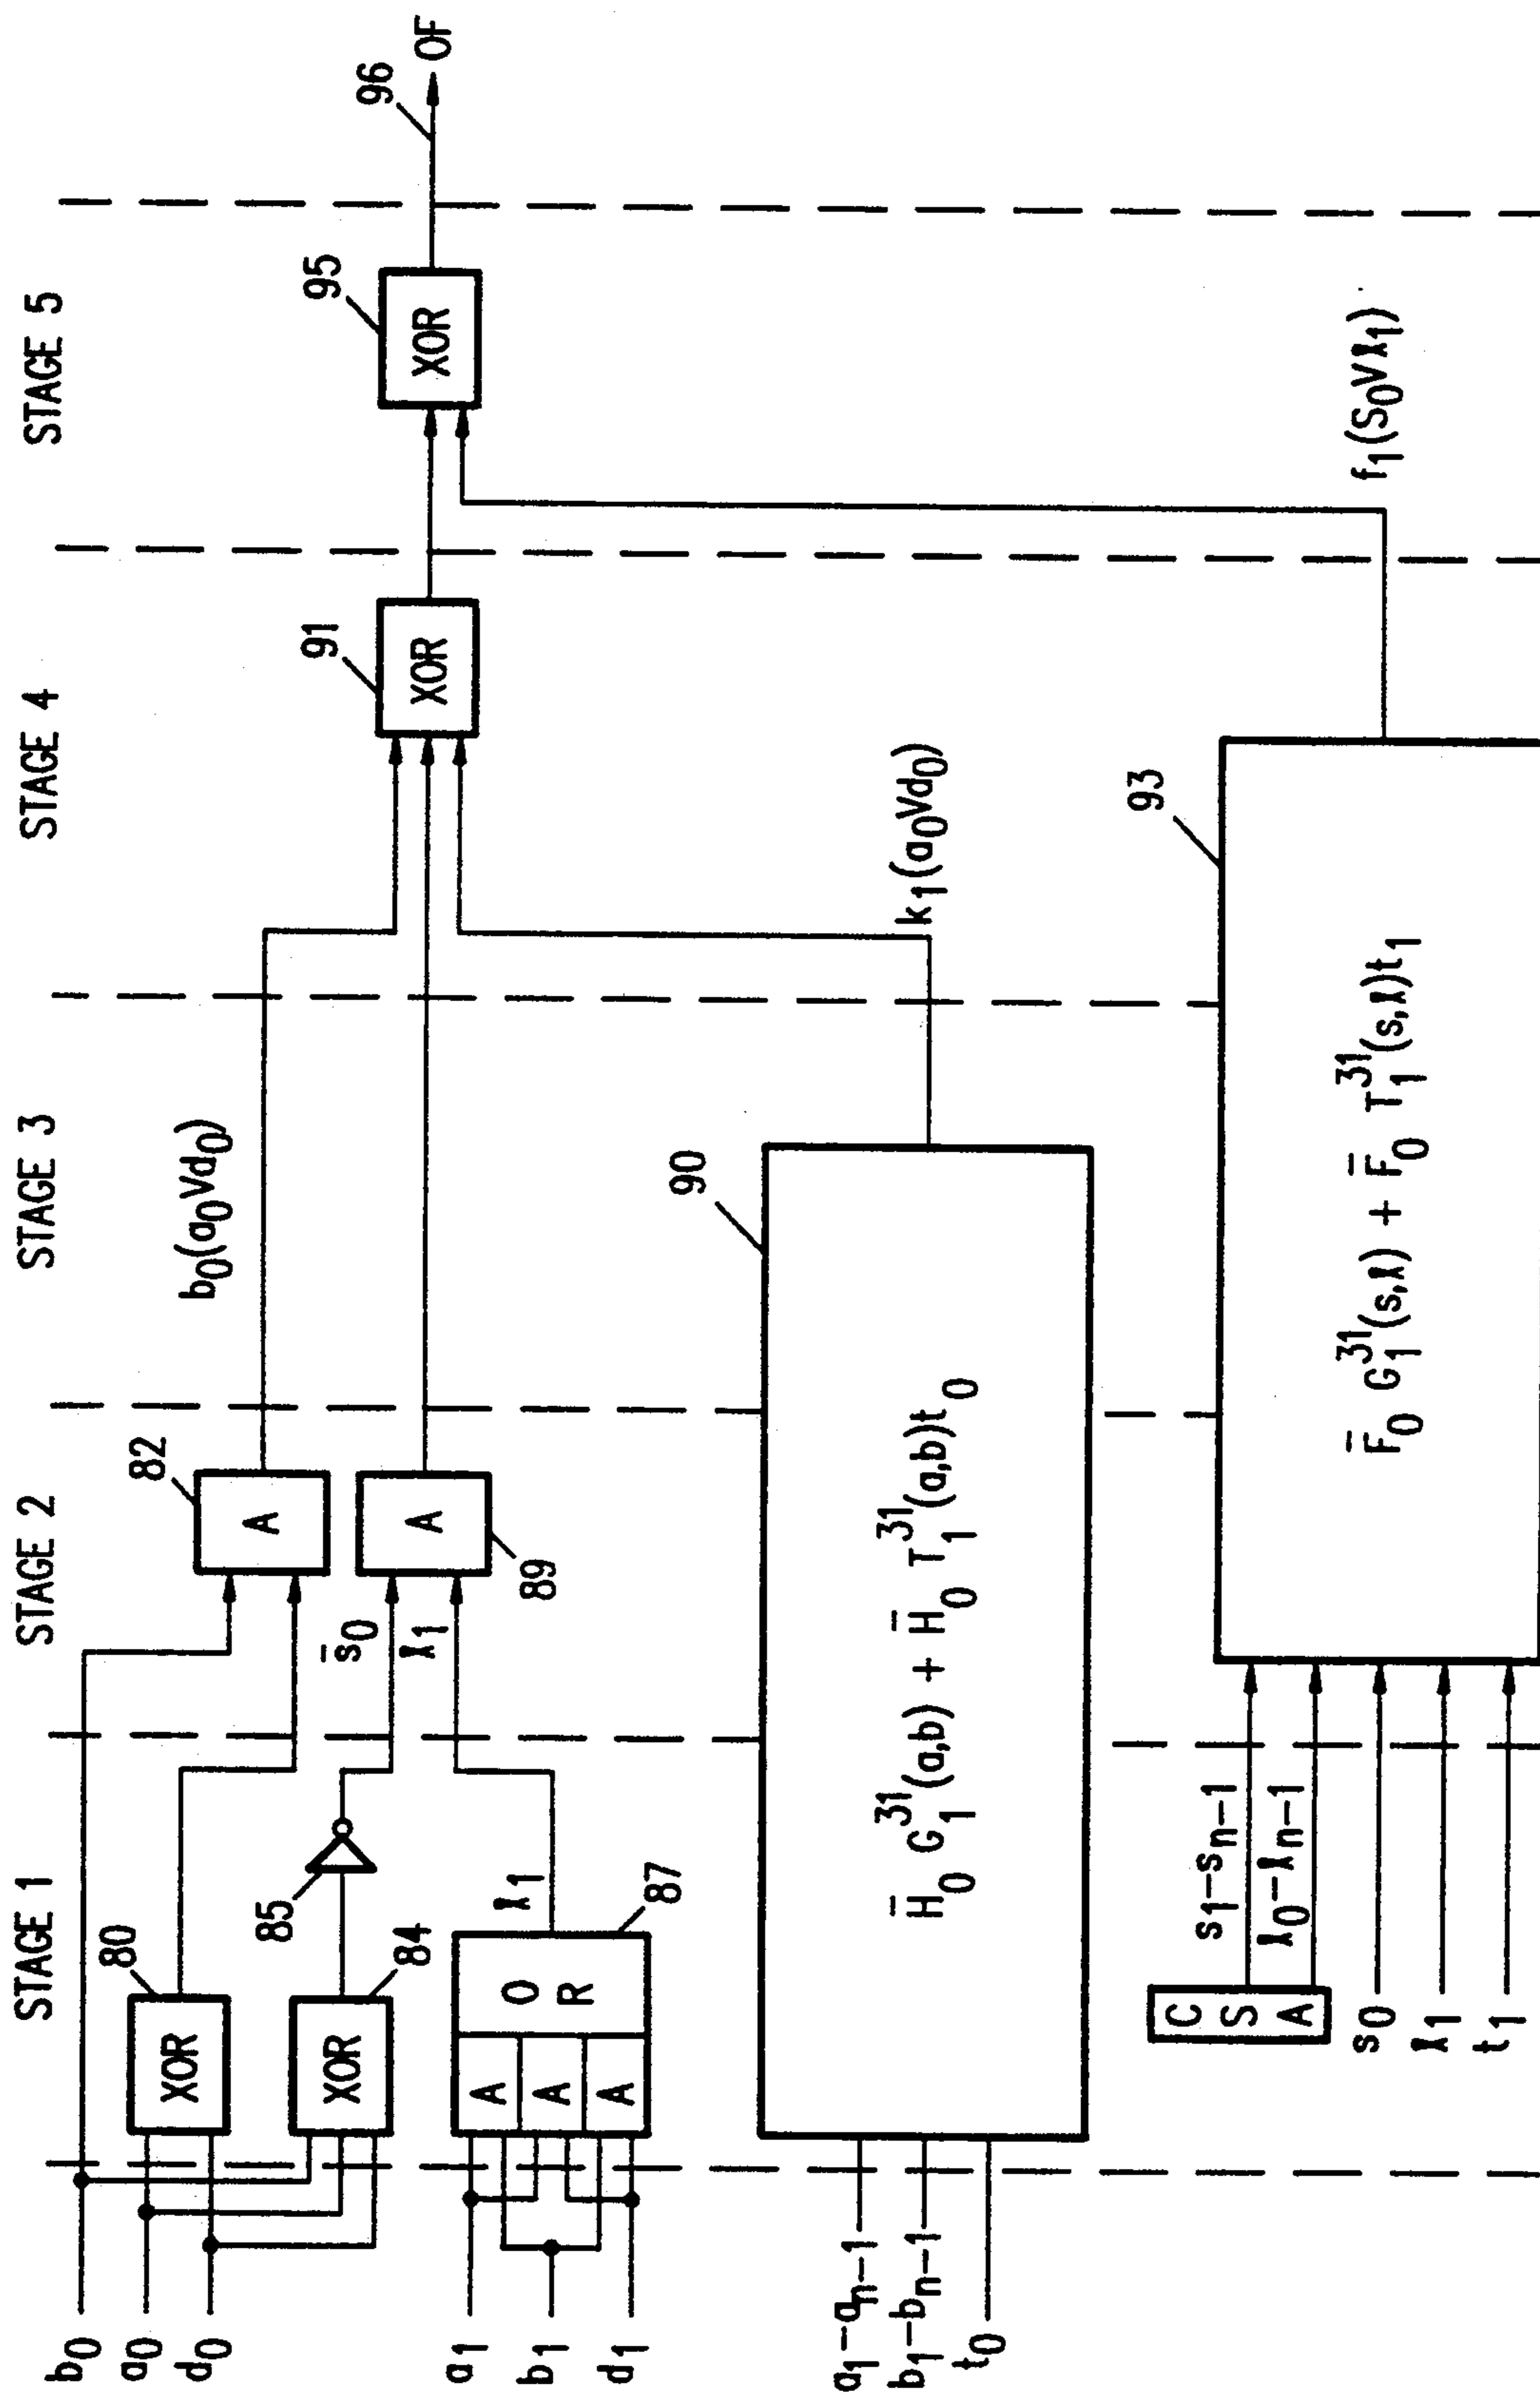 STAGE 1
STAGE 2
STAGE 3
STAGE 4
STAGE 5
b0
a0
d0
80
XOR
82
A
b0(a0Vd0)
84
XOR
85
s̄0
λ1
A
89
91
XOR
95
XOR
96
OF
a1
b1
d1
A
A
A
O
R
λ1
87
k1(a0Vd0)
90
a1–an–1
b1–bn–1
t0
H̄0 G1^31(a,b) + H̄0 T1^31(a,b)t0
f1(S0Vλ1)
93
C
S
A
s1–sn–1
λ0–λn–1
s0
λ1
t1
F̄0 G1^31(s,λ) + F̄0 T1^31(s,λ)t1